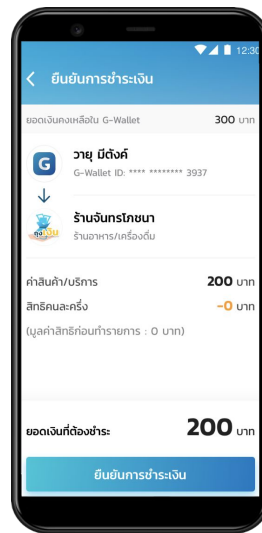 12:30
ยืนยันการชำระเงิน
ยอดเงินคงเหลือใน G-Wallet 300 บาท
G วายุ มีตังค์
G-Wallet ID: **** ******** 3937
ร้านจันทรโภชนา
ถุงเงิน
ร้านอาหาร/เครื่องดื่ม
ค่าสินค้า/บริการ 200 บาท
สิทธิคนละครึ่ง -0 บาท
(มูลค่าสิทธิก่อนทำรายการ : 0 บาท)
ยอดเงินที่ต้องชำระ 200 บาท
ยืนยันการชำระเงิน